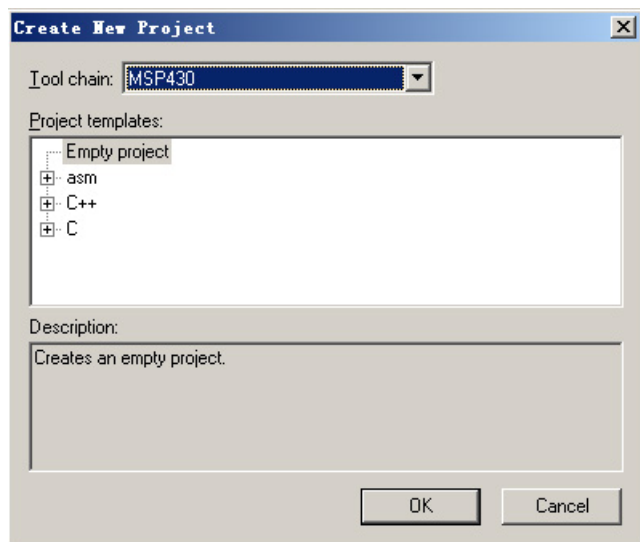 Create New Project
Tool chain: MSP430
Project templates:
Empty project
asm
C++
C
Description:
Creates an empty project.
OK Cancel